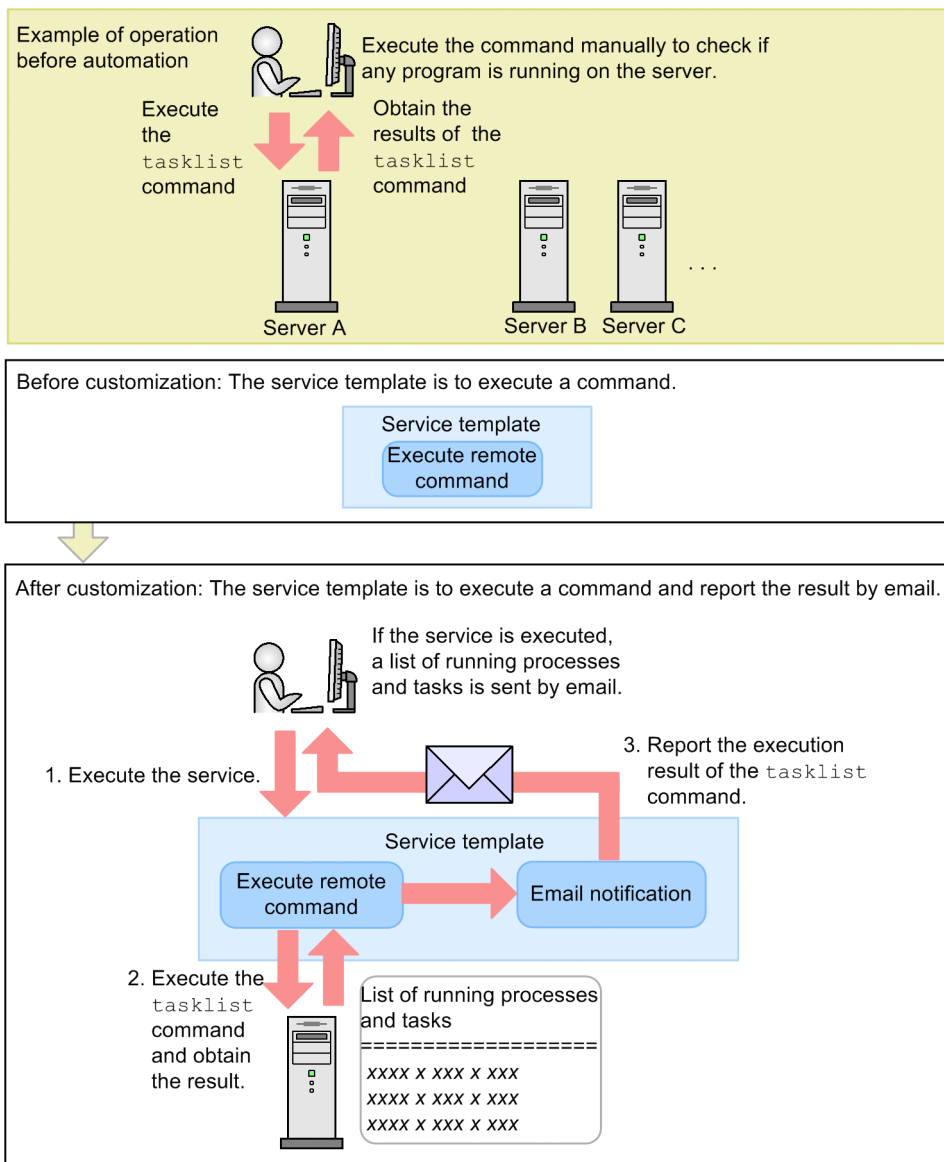 Example of operation
before automation
Execute the command manually to check if
any program is running on the server.
Execute
the
tasklist
command
Obtain the
results of the
tasklist
command
Server A
Server B
Server C
...
Before customization: The service template is to execute a command.
Service template
Execute remote
command
After customization: The service template is to execute a command and report the result by email.
If the service is executed,
a list of running processes
and tasks is sent by email.
1. Execute the service.
3. Report the execution
result of the tasklist
command.
Service template
Execute remote
command
Email notification
2. Execute the
tasklist
command
and obtain
the result.
List of running processes
and tasks
===================
xxxx x xxx x xxx
xxxx x xxx x xxx
xxxx x xxx x xxx